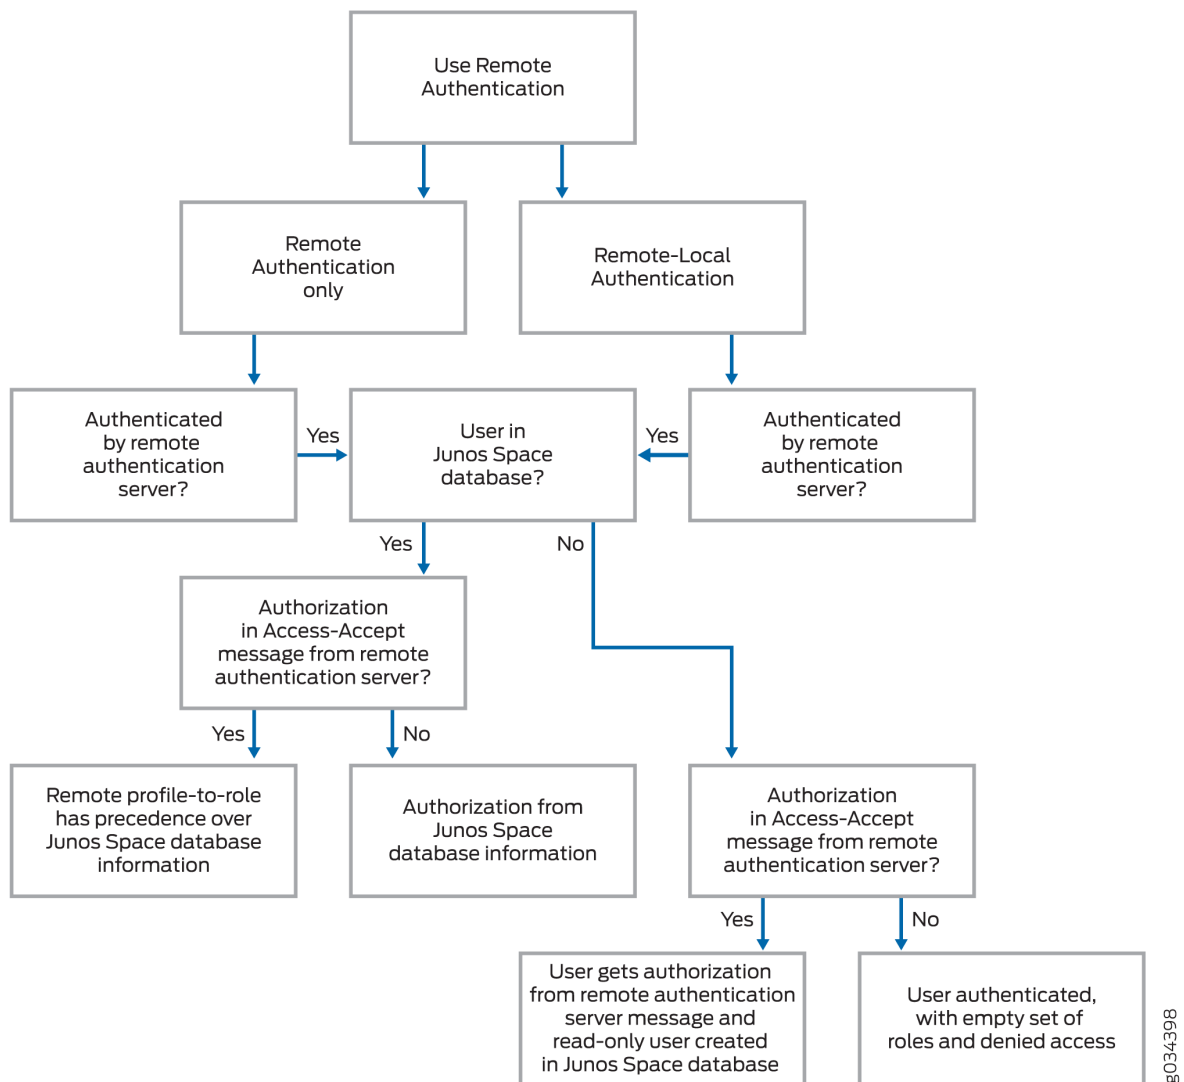 Use Remote
Authentication
Remote
Authentication
only
Remote-Local
Authentication
Authenticated
by remote
authentication
server?
Yes
User in
Junos Space
database?
Yes
Authenticated
by remote
authentication
server?
Yes
No
Authorization
in Access-Accept
message from remote
authentication server?
Yes
No
Remote profile-to-role
has precedence over
Junos Space database
information
Authorization from
Junos Space
database information
Authorization
in Access-Accept
message from remote
authentication server?
Yes
No
User gets authorization
from remote authentication
server message and
read-only user created
in Junos Space database
User authenticated,
with empty set of
roles and denied access
g034398